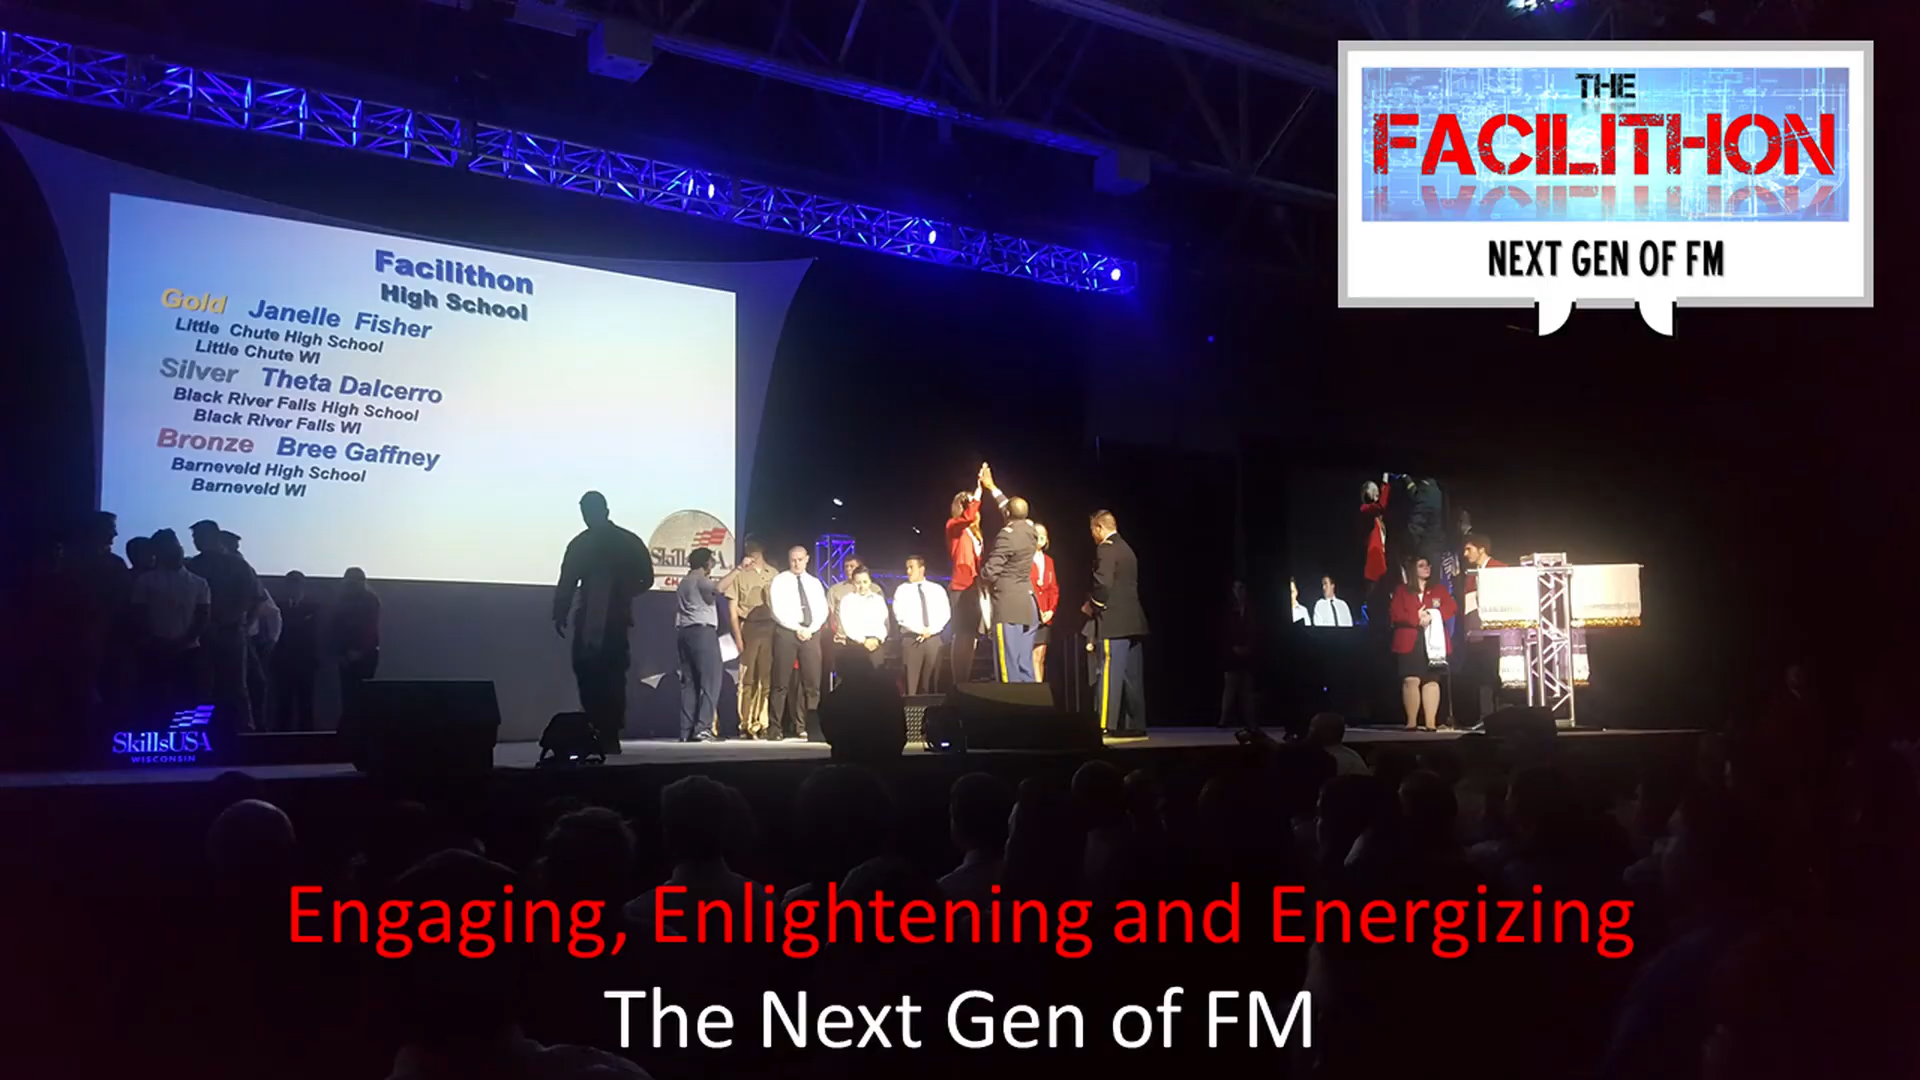 THE
FACILITHON
NEXT GEN OF FM
Facilithon
High School
Gold Janelle Fisher
Little Chute High School
Little Chute WI
Silver Theta Dalcerro
Black River Falls High School
Black River Falls WI
Bronze Bree Gaffney
Barneveld High School
Barneveld WI
SkillsUSA
SkillsUSA
WISCONSIN
Engaging, Enlightening and Energizing
The Next Gen of FM